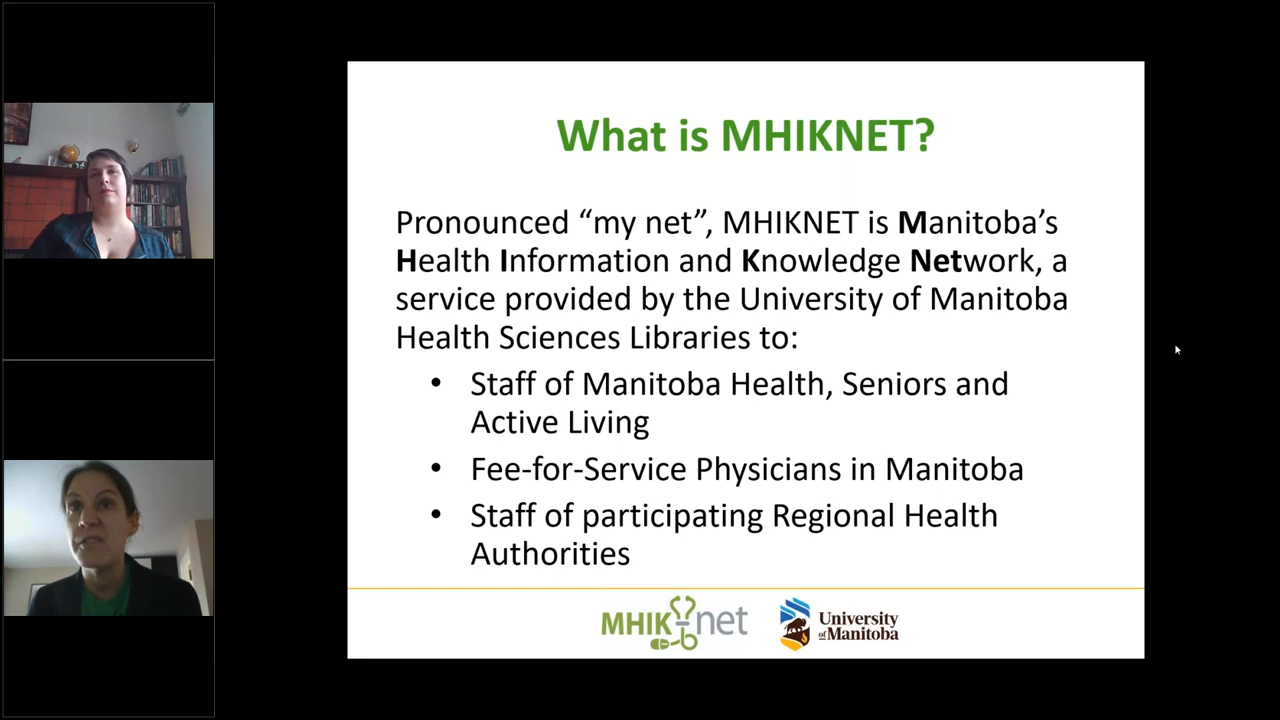 What is MHIKNET?
Pronounced “my net”, MHIKNET is Manitoba’s
Health Information and Knowledge Network, a
service provided by the University of Manitoba
Health Sciences Libraries to:
• Staff of Manitoba Health, Seniors and
Active Living
• Fee-for-Service Physicians in Manitoba
• Staff of participating Regional Health
Authorities
MHIK net
University
of Manitoba